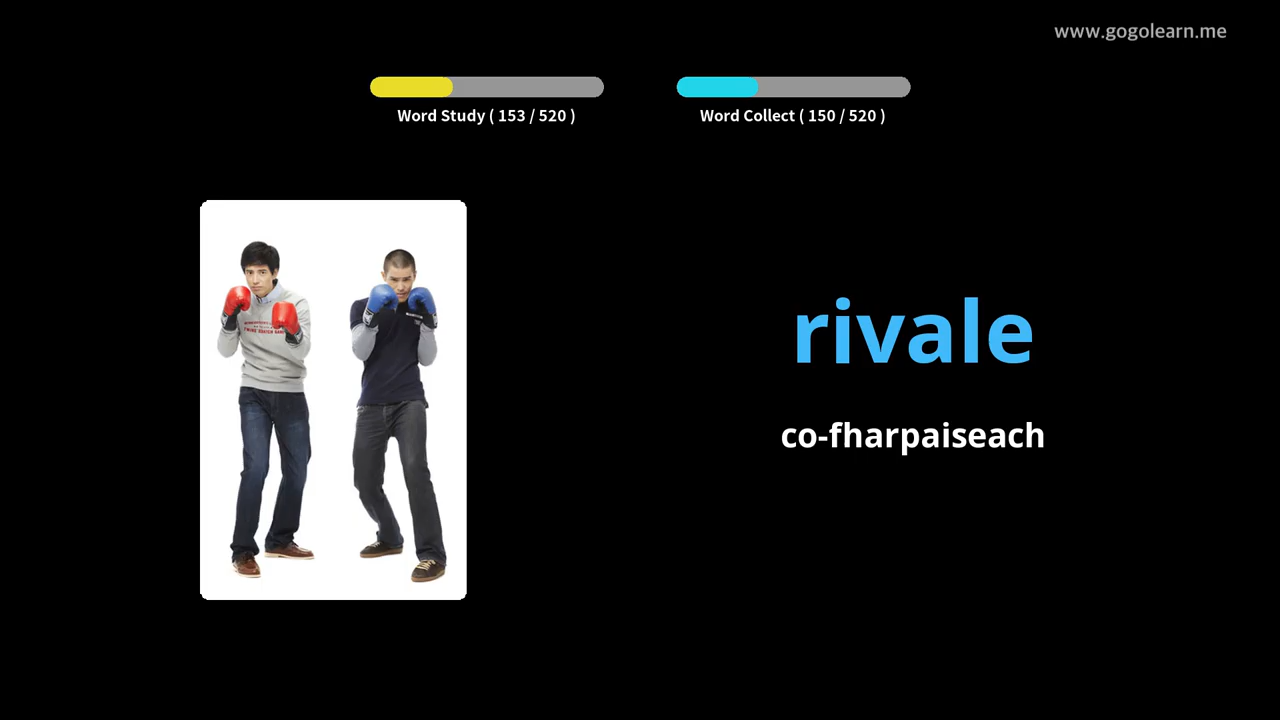 www.gogolearn.me
Word Study ( 153 / 520 )
Word Collect ( 150 / 520 )
rivale
co-fharpaiseach